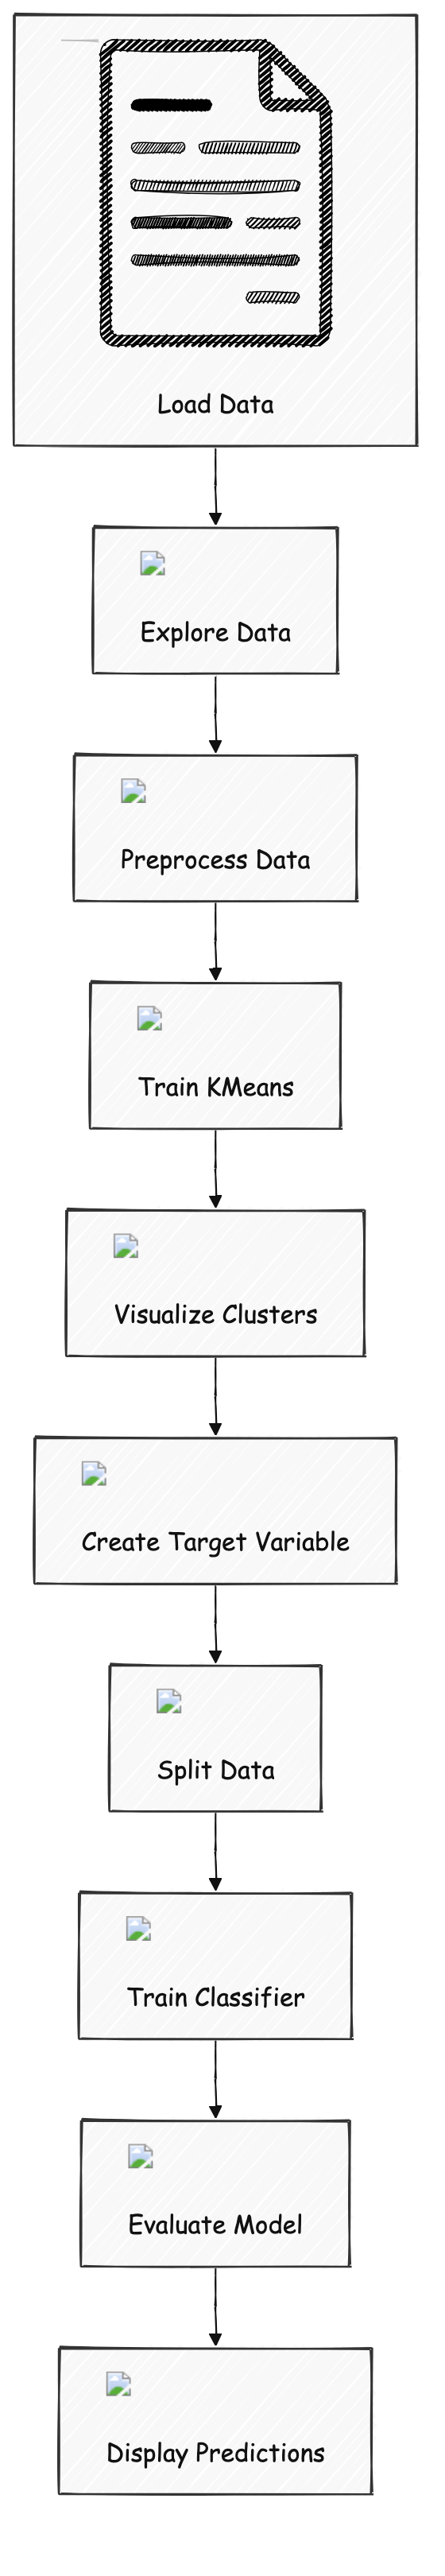 Load Data
Explore Data
Preprocess Data
Train KMeans
Visualize Clusters
Create Target Variable
Split Data
Train Classifier
Evaluate Model
Display Predictions